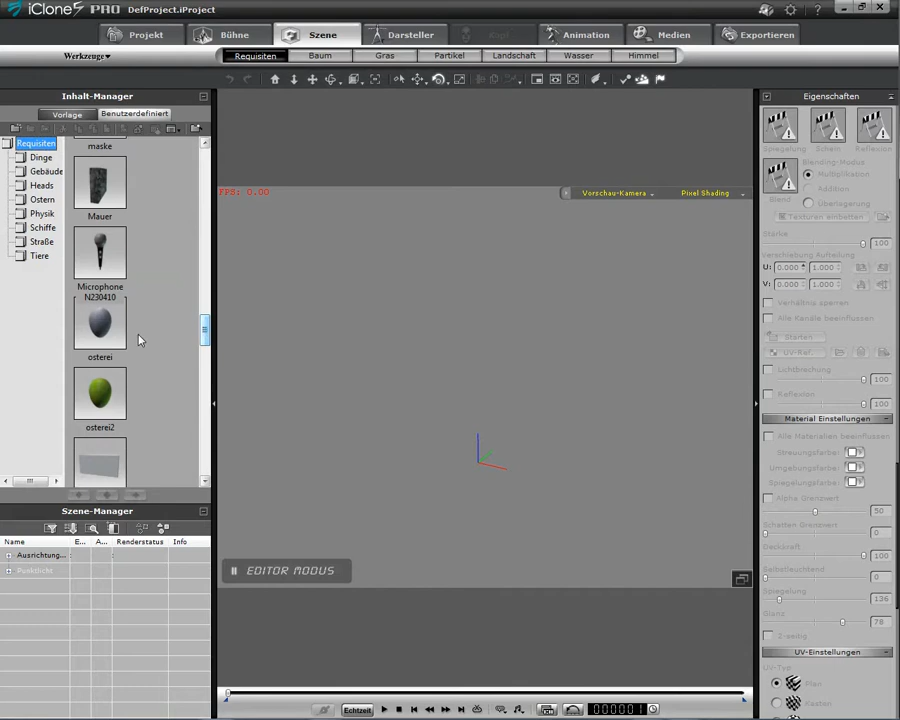 iClone5 PRO DefProject.iProject
Projekt Bühne Szene Darsteller Animation Medien Exportieren
Werkzeuge Requisiten Baum Gras Partikel Landschaft Wasser Himmel
Inhalt-Manager
Vorlage Benutzerdefiniert
Requisiten
Dinge
Gebäude
Heads
Ostern
Physik
Schiffe
Straße
Tiere
maske
Mauer
Microphone
N230410
osterei
osterei2
Szene-Manager
Name E... A... Renderstatus Info
Ausrichtung...
Punktlicht
FPS: 0.00
Vorschau-Kamera Pixel Shading
EDITOR MODUS
Echtzeit
000001
Eigenschaften
Spiegelung Schein Reflexion
Blending-Modus
Multiplikation
Addition
Blend Überlagerung
Texturen einbetten
Stärke
100
Verschiebung Aufteilung
U: 0.000 1.000
V: 0.000 1.000
Verhältnis sperren
Alle Kanäle beeinflussen
Starten
UV-Ref.
Lichtbrechung
100
Reflexion
100
Material Einstellungen
Alle Materialien beeinflussen
Streuungsfarbe:
Umgebungsfarbe:
Spiegelungsfarbe:
Alpha Grenzwert
50
Schatten Grenzwert
0
Deckkraft
100
Selbstleuchtend
0
Spiegelung
136
Glanz
78
2-seitig
UV-Einstellungen
UV-Typ
Plan
Kasten